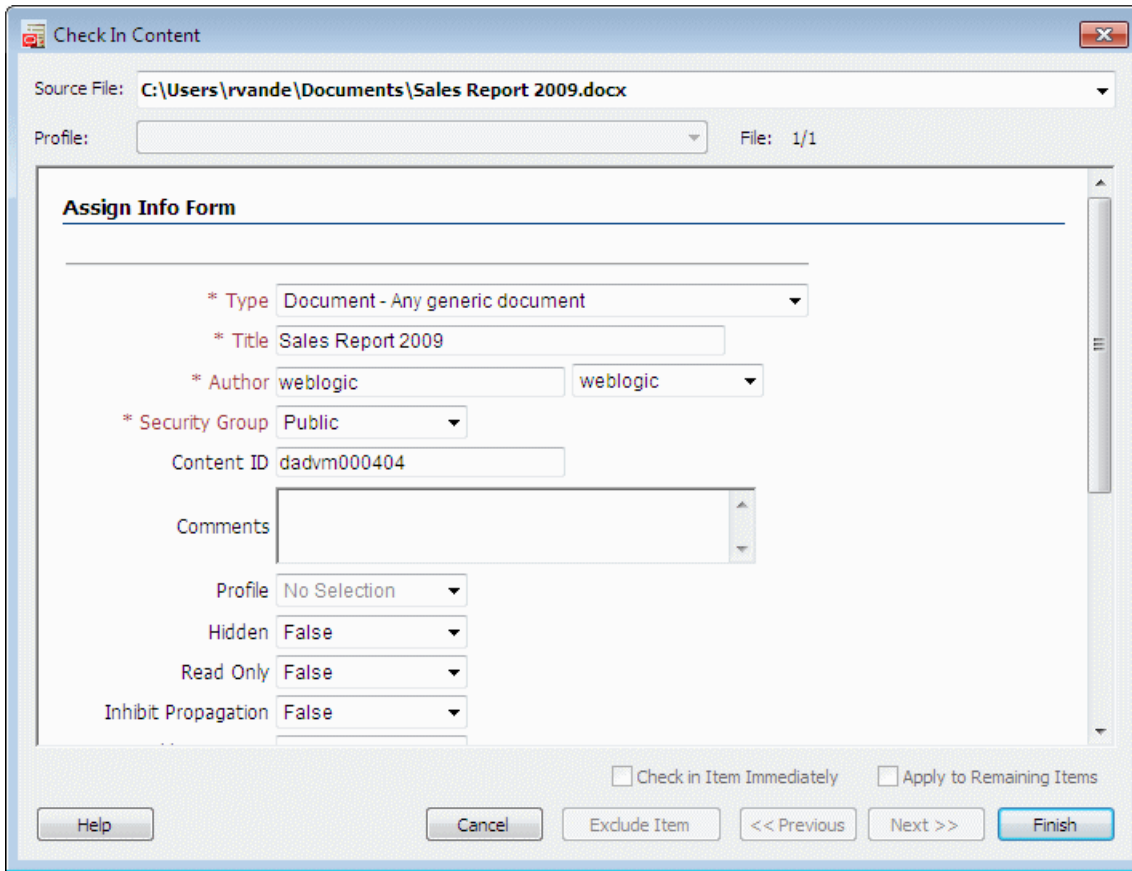 Check In Content
Source File: C:\Users\rvande\Documents\Sales Report 2009.docx
Profile: File: 1/1
Assign Info Form
* Type Document - Any generic document
* Title Sales Report 2009
* Author weblogic weblogic
* Security Group Public
Content ID dadvm000404
Comments
Profile No Selection
Hidden False
Read Only False
Inhibit Propagation False
Check in Item Immediately Apply to Remaining Items
Help Cancel Exclude Item << Previous Next >> Finish